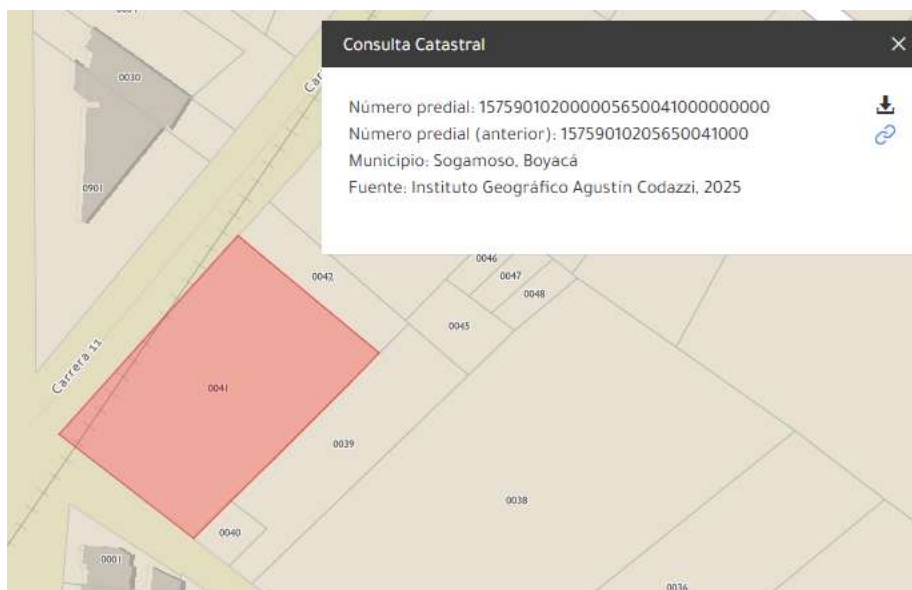 Consulta Catastral
Número predial: 157590102000005650041000000000
Número predial (anterior): 15759010205650041000
Municipio: Sogamoso, Boyacá
Fuente: Instituto Geográfico Agustín Codazzi, 2025
0030
0901
0042
0046
0047
0048
0045
Carrera 11
0041
0039
0038
0040
0001
0036